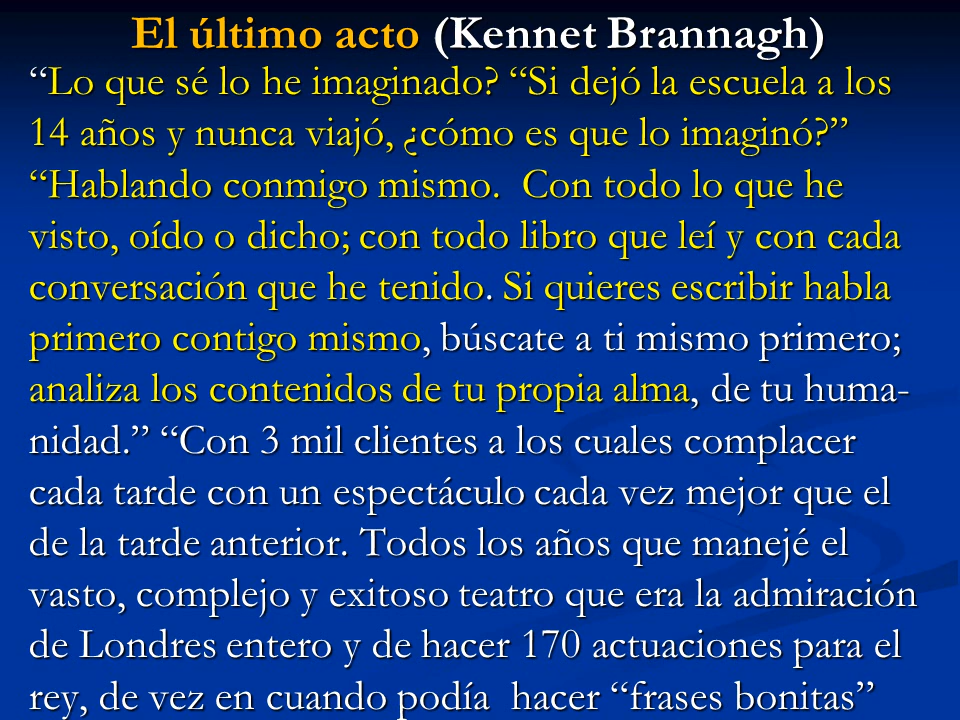 El último acto (Kennet Brannagh)
“Lo que sé lo he imaginado? “Si dejó la escuela a los
14 años y nunca viajó, ¿cómo es que lo imaginó?”
“Hablando conmigo mismo.  Con todo lo que he
visto, oído o dicho; con todo libro que leí y con cada
conversación que he tenido. Si quieres escribir habla
primero contigo mismo, búscate a ti mismo primero;
analiza los contenidos de tu propia alma, de tu huma-
nidad.” “Con 3 mil clientes a los cuales complacer
cada tarde con un espectáculo cada vez mejor que el
de la tarde anterior. Todos los años que manejé el
vasto, complejo y exitoso teatro que era la admiración
de Londres entero y de hacer 170 actuaciones para el
rey, de vez en cuando podía  hacer “frases bonitas”